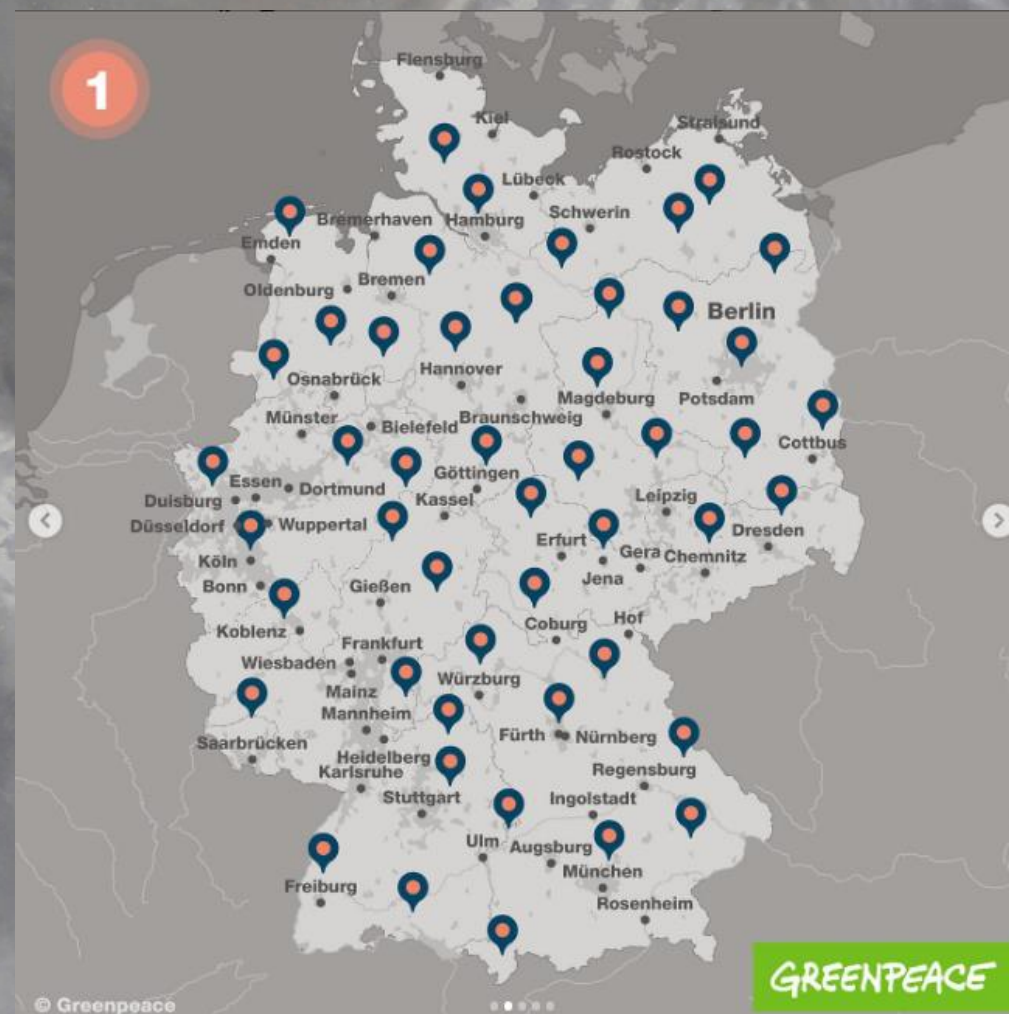 1
Flensburg
Kiel
Stralsund
Rostock
Lübeck
Schwerin
Bremerhaven
Hamburg
Emden
Bremen
Oldenburg
Berlin
Hannover
Osnabrück
Magdeburg
Potsdam
Braunschweig
Münster
Bielefeld
Cottbus
Göttingen
Essen
Dortmund
Duisburg
Kassel
Leipzig
Düsseldorf
Wuppertal
Dresden
Erfurt
Gera
Chemnitz
Köln
Jena
Bonn
Gießen
Hof
Coburg
Koblenz
Frankfurt
Wiesbaden
Würzburg
Mainz
Mannheim
Fürth
Nürnberg
Saarbrücken
Heidelberg
Karlsruhe
Regensburg
Stuttgart
Ingolstadt
Ulm
Augsburg
München
Freiburg
Rosenheim
GREENPEACE
© Greenpeace